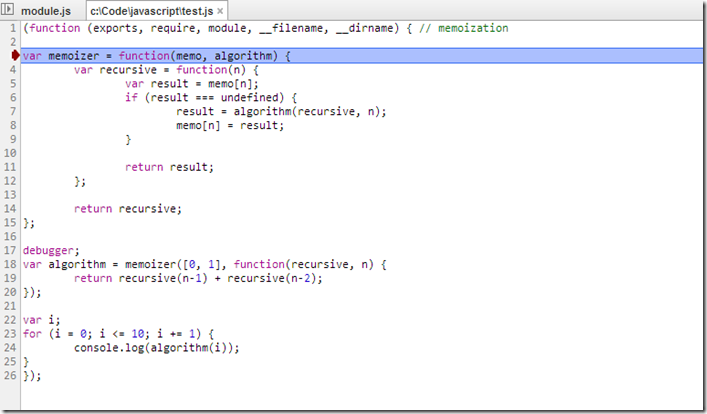 module.js c:\Code\javascript\test.js ×
1 (function (exports, require, module, __filename, __dirname) { // memoization
2
3 var memoizer = function(memo, algorithm) {
4         var recursive = function(n) {
5                 var result = memo[n];
6                 if (result === undefined) {
7                         result = algorithm(recursive, n);
8                         memo[n] = result;
9                 }
10
11                 return result;
12         };
13
14         return recursive;
15 };
16
17 debugger;
18 var algorithm = memoizer([0, 1], function(recursive, n) {
19         return recursive(n-1) + recursive(n-2);
20 });
21
22 var i;
23 for (i = 0; i <= 10; i += 1) {
24         console.log(algorithm(i));
25 }
26 });